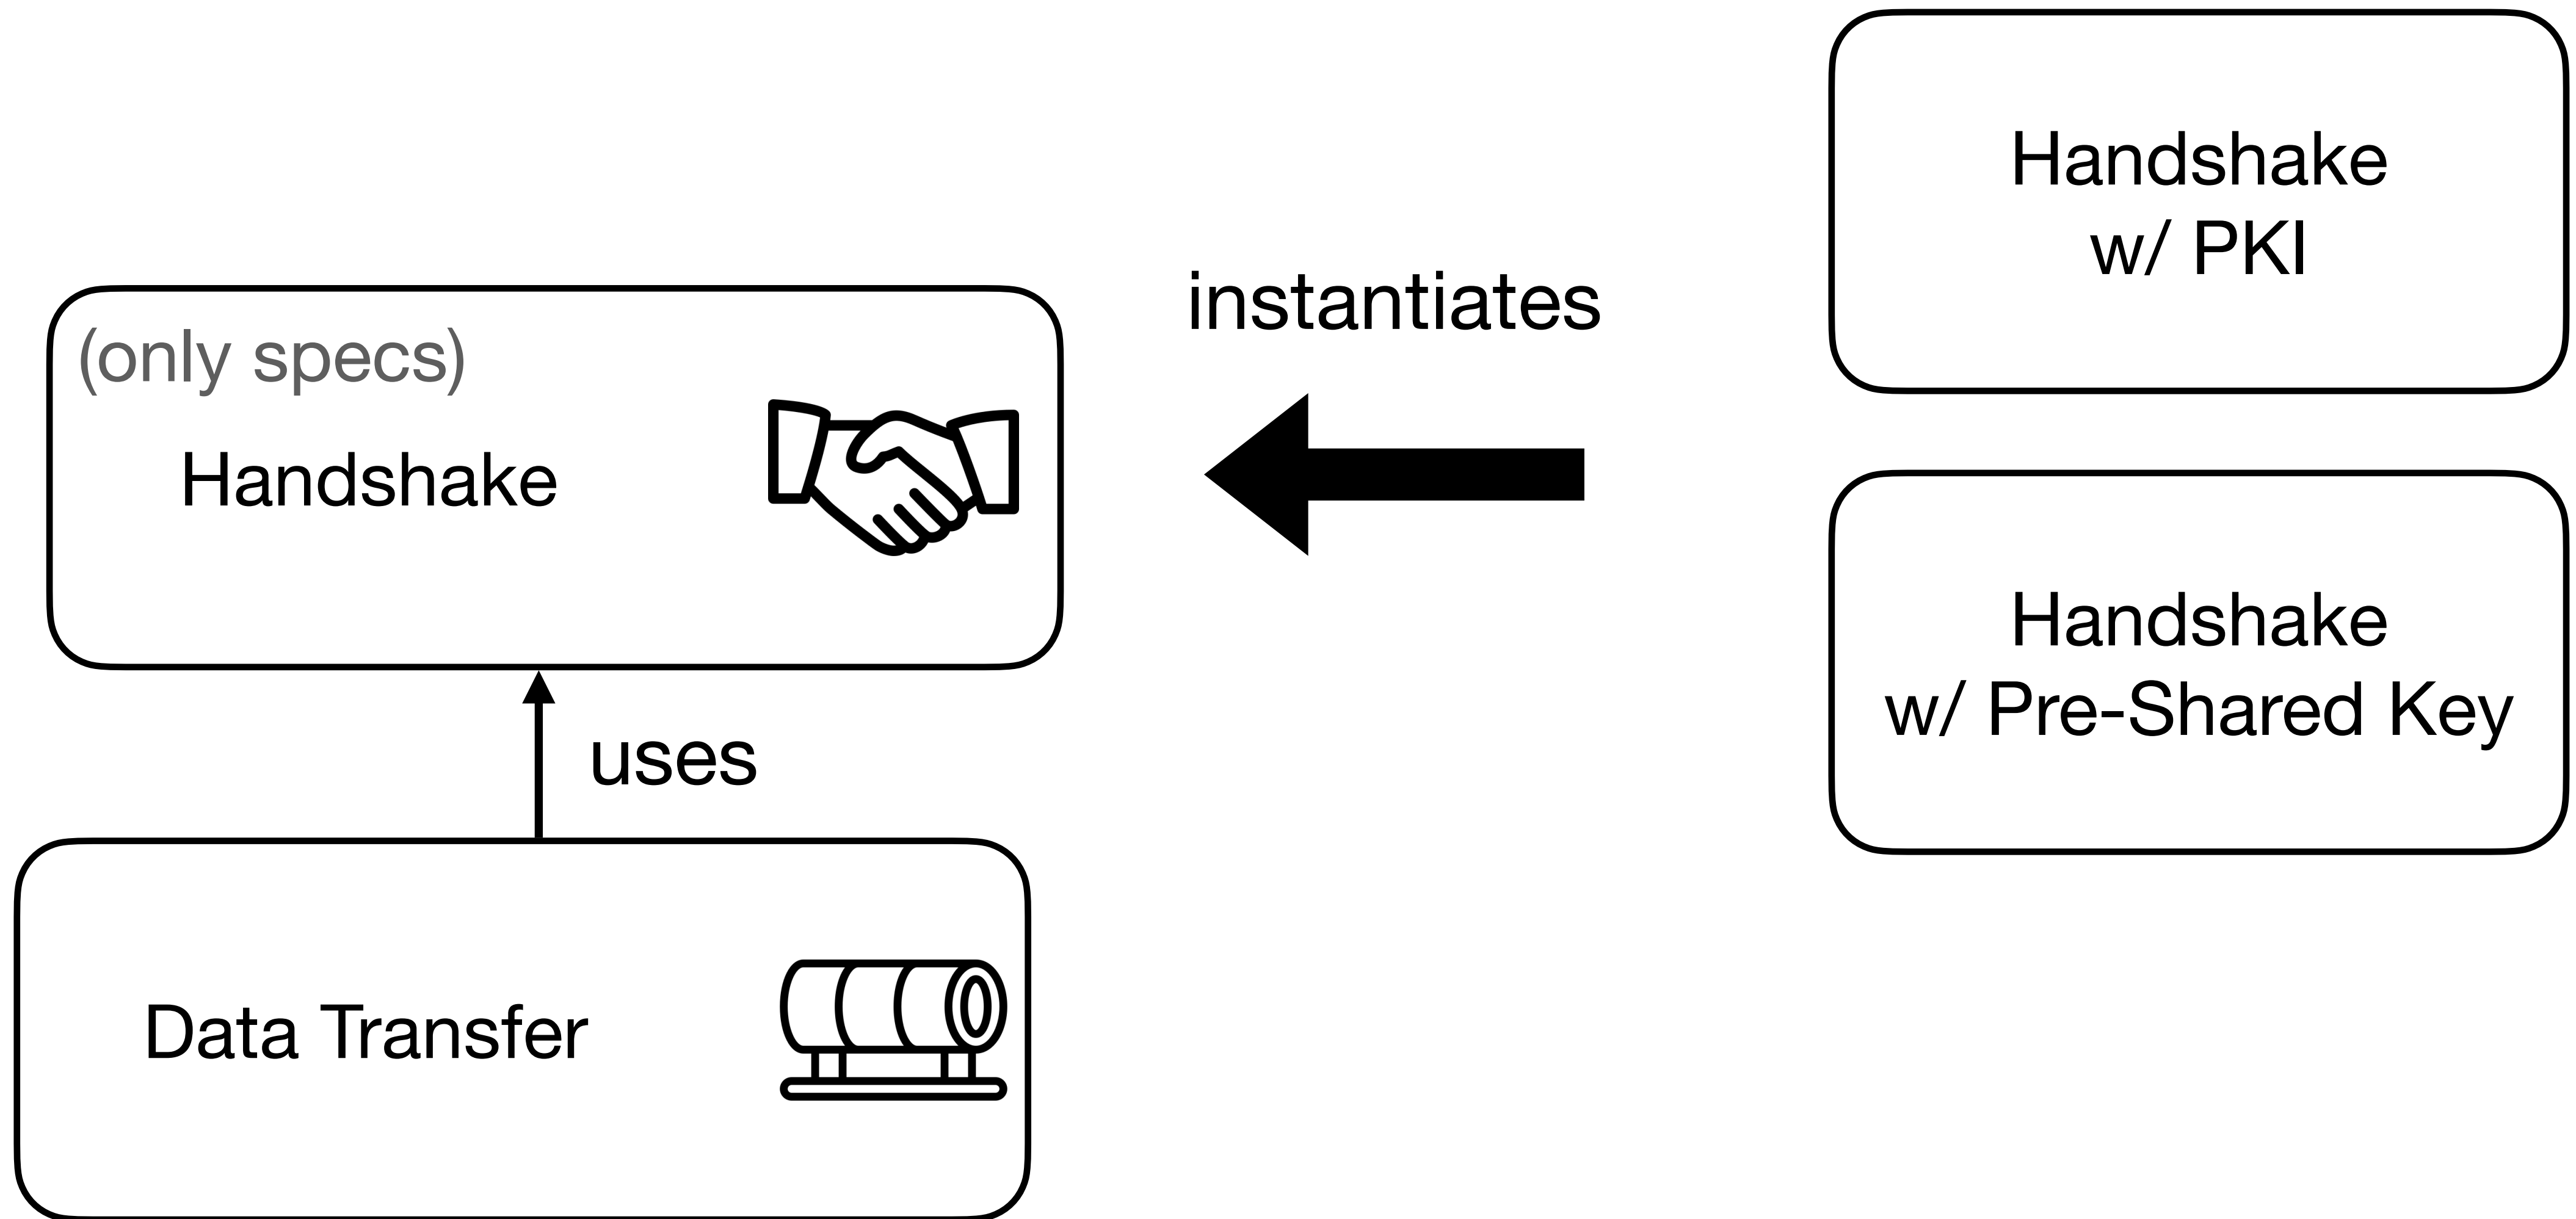 (only specs)
Handshake
uses
Data Transfer
instantiates
Handshake
w/ PKI
Handshake
w/ Pre-Shared Key